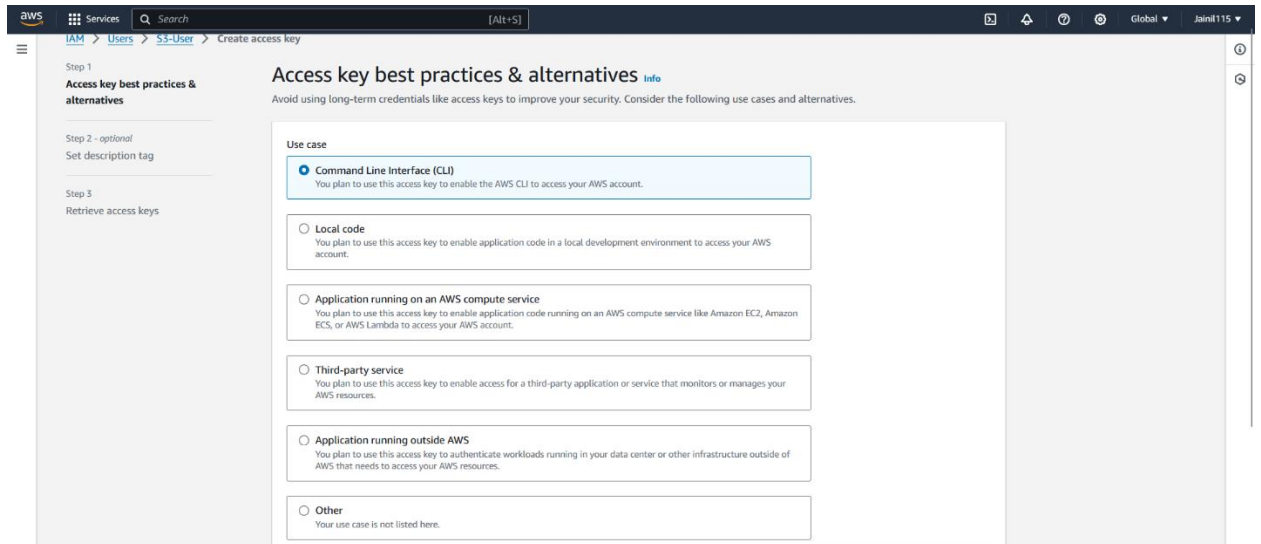 aws
Services
Search
[Alt+S]
Global
Jainil115
IAM > Users > S3-User > Create access key
Step 1
Access key best practices &
alternatives
Step 2 - optional
Set description tag
Step 3
Retrieve access keys
Access key best practices & alternatives Info
Avoid using long-term credentials like access keys to improve your security. Consider the following use cases and alternatives.
Use case
Command Line Interface (CLI)
You plan to use this access key to enable the AWS CLI to access your AWS account.
Local code
You plan to use this access key to enable application code in a local development environment to access your AWS
account.
Application running on an AWS compute service
You plan to use this access key to enable application code running on an AWS compute service like Amazon EC2, Amazon
ECS, or AWS Lambda to access your AWS account.
Third-party service
You plan to use this access key to enable access for a third-party application or service that monitors or manages your
AWS resources.
Application running outside AWS
You plan to use this access key to authenticate workloads running in your data center or other infrastructure outside of
AWS that needs to access your AWS resources.
Other
Your use case is not listed here.